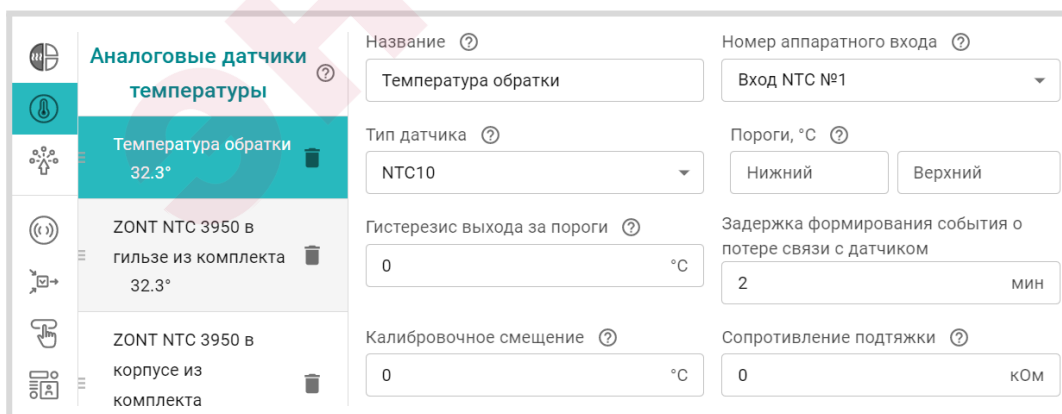 Аналоговые датчики
температуры
Температура обратки
32.3°
ZONT NTC 3950 в
гильзе из комплекта
32.3°
ZONT NTC 3950 в
корпусе из
комплекта
Название
Температура обратки
Номер аппаратного входа
Вход NTC №1
Тип датчика
NTC10
Пороги, °C
Нижний
Верхний
Гистерезис выхода за пороги
0 °C
Задержка формирования события о
потере связи с датчиком
2 мин
Калибровочное смещение
0 °C
Сопротивление подтяжки
0 кОм